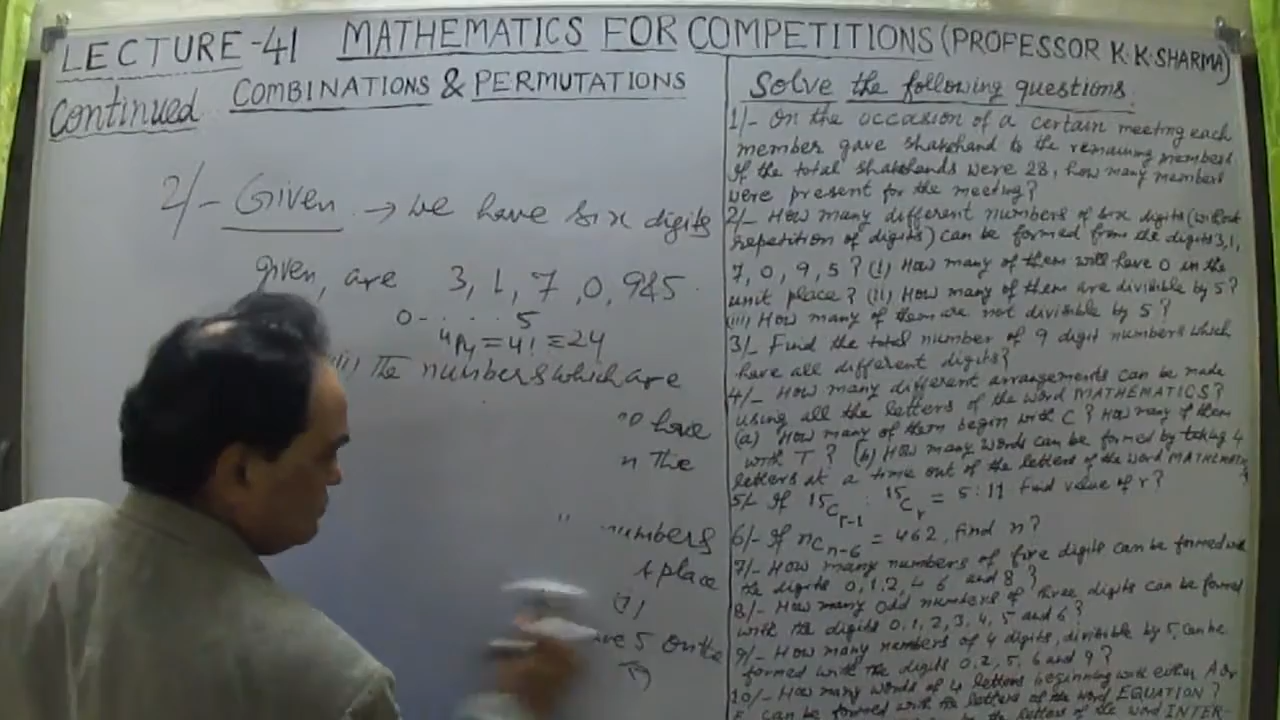 LECTURE-41 MATHEMATICS FOR COMPETITIONS (PROFESSOR K.K.SHARMA)
Continued COMBINATIONS & PERMUTATIONS
2/- Given → we have six digits
given, are 3, 1, 7, 0, 9&5
0- . . . . 5
⁴P₄ = 4! = 24
The numbers which are
have
n The
" numbers
place
ve 5 on the
Solve the following questions.
1/- On the occasion of a certain meeting each
member gave shakehand to the remaining members
If the total shakehands were 28, how many members
were present for the meeting?
2/- How many different numbers of six digits (without
repetition of digits) can be formed from the digits 3, 1,
7, 0, 9, 5? (i) How many of them will have 0 in the
unit place? (ii) How many of them are divisible by 5?
(iii) How many of them are not divisible by 5?
3/- Find the total number of 9 digit numbers which
have all different digits?
4/- How many different arrangements can be made
using all the letters of the word MATHEMATICS?
(a) How many of them begin with C? How many of them
with T? (b) How many words can be formed by taking 4
letters at a time out of the letters of the word MATHEMATI
5/- If ¹⁵C_{r-1} : ¹⁵C_r = 5:11 Find value of r?
6/- If nC_{n-6} = 462, find n?
7/- How many numbers of five digits can be formed with
the digits 0, 1, 2, 4 6 and 8?
8/- How many odd numbers of three digits can be formed
with the digits 0, 1, 2, 3, 4, 5 and 6?
9/- How many numbers of 4 digits, divisible by 5, can be
formed with the digits 0, 2, 5, 6 and 9?
10/- How many words of 4 letters beginning with either A or
E can be formed with the letters of the word EQUATION?
the letters of the word INTER-